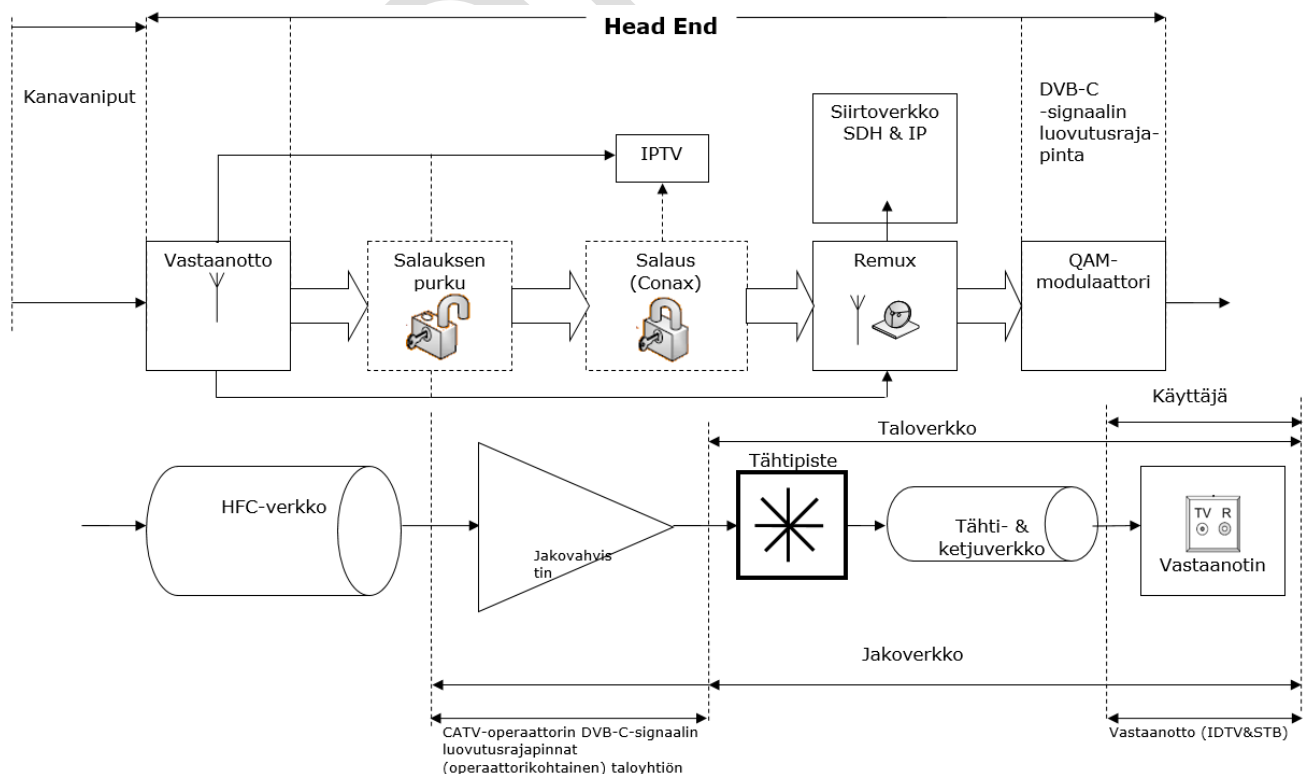 Head End
Kanavaniput
DVB-C
-signaalin
luovutusraja-
pinta
Siirtoverkko
SDH & IP
IPTV
Vastaanotto
Salauksen
purku
Salaus
(Conax)
Remux
QAM-
modulaattori
Käyttäjä
Taloverkko
Tähtipiste
HFC-verkko
Jakovahvis
tin
Tähti- &
ketjuverkko
TV R
Vastaanotin
Jakoverkko
CATV-operaattorin DVB-C-signaalin
luovutusrajapinnat
(operaattorikohtainen) taloyhtiön
Vastaanotto (IDTV&STB)